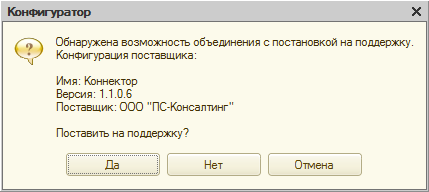 Конфигуратор
Обнаружена возможность объединения с постановкой на поддержку.
Конфигурация поставщика:
Имя: Коннектор
Версия: 1.1.0.6
Поставщик: ООО "ПС-Консалтинг"
Поставить на поддержку?
Да Нет Отмена